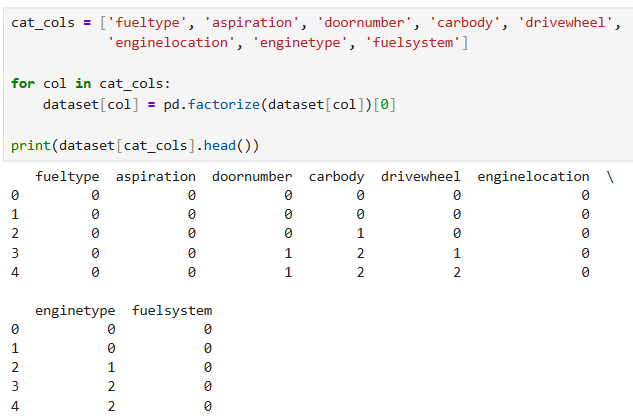 cat_cols = ['fueltype', 'aspiration', 'doornumber', 'carbody', 'drivewheel',
            'enginelocation', 'enginetype', 'fuelsystem']
for col in cat_cols:
    dataset[col] = pd.factorize(dataset[col])[0]
print(dataset[cat_cols].head())
   fueltype  aspiration  doornumber  carbody  drivewheel  enginelocation  \
0         0           0           0        0           0               0
1         0           0           0        0           0               0
2         0           0           0        1           0               0
3         0           0           1        2           1               0
4         0           0           1        2           2               0
   enginetype  fuelsystem
0           0           0
1           0           0
2           1           0
3           2           0
4           2           0